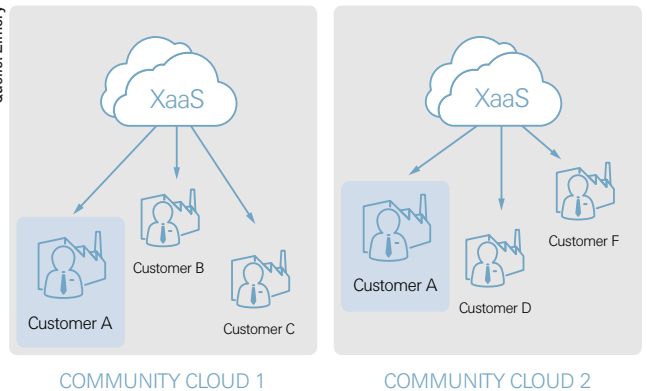 XaaS
Customer A
Customer B
Customer C
COMMUNITY CLOUD 1
XaaS
Customer A
Customer D
Customer F
COMMUNITY CLOUD 2